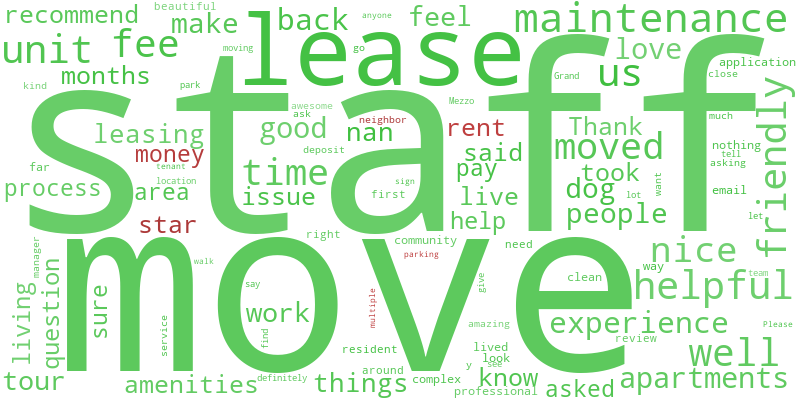 staff
move
lease
maintenance
recommend
beautiful
make
back
anyone
feel
unit
fee
moving
go
love
application
months
us
close
kind
park
Grand
awesome
ask
Mezzo
much
neighbor
Thank
leasing
good
nan
rent
deposit
moved
nothing
tell
money
said
asking
friendly
far
tenant
time
pay
took
process
location
area
issue
first
sign
live
dog
lot
want
email
star
help
people
let
right
community
need
nice
manager
walk
parking
way
team
living
question
sure
service
say
give
clean
helpful
multiple
work
find
amazing
experience
Please
resident
lived
look
review
well
tour
amenities
definitely
around
things
complex
y
see
know
professional
asked
apartments